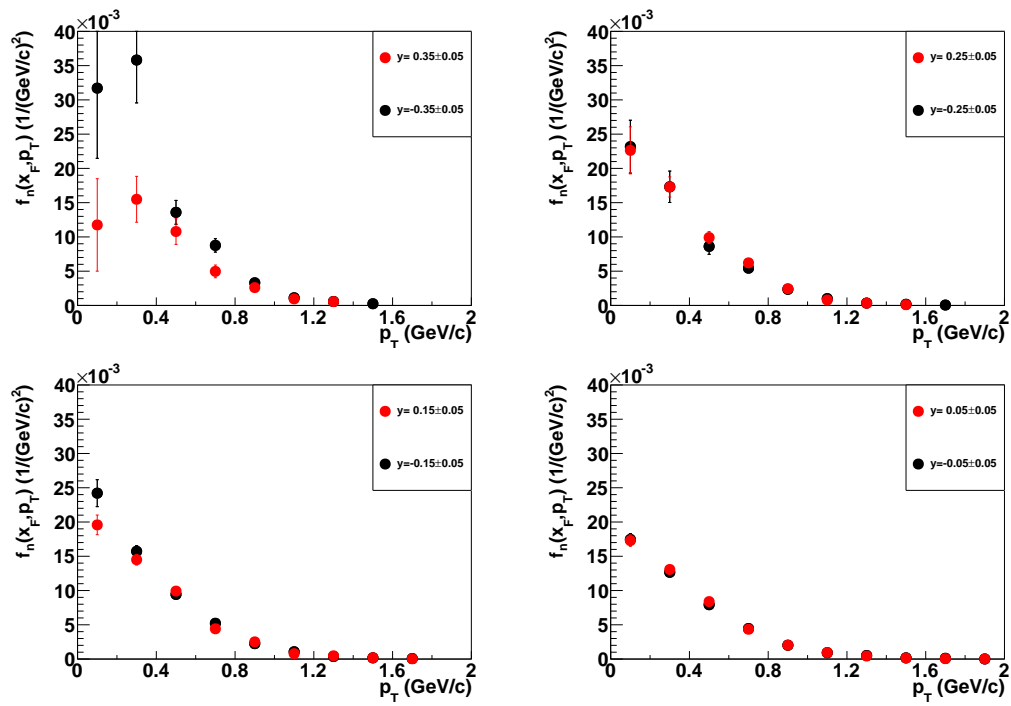 ×10⁻³
f_n(x_F,p_T) (1/(GeV/c)²)
40
35
30
25
20
15
10
5
0
0.4 0.8 1.2 1.6 2
p_T (GeV/c)
y= 0.35±0.05
y=-0.35±0.05
×10⁻³
f_n(x_F,p_T) (1/(GeV/c)²)
40
35
30
25
20
15
10
5
0
0 0.4 0.8 1.2 1.6 2
p_T (GeV/c)
y= 0.25±0.05
y=-0.25±0.05
×10⁻³
f_n(x_F,p_T) (1/(GeV/c)²)
40
35
30
25
20
15
10
5
0
0 0.4 0.8 1.2 1.6 2
p_T (GeV/c)
y= 0.15±0.05
y=-0.15±0.05
×10⁻³
f_n(x_F,p_T) (1/(GeV/c)²)
40
35
30
25
20
15
10
5
0
0 0.4 0.8 1.2 1.6 2
p_T (GeV/c)
y= 0.05±0.05
y=-0.05±0.05